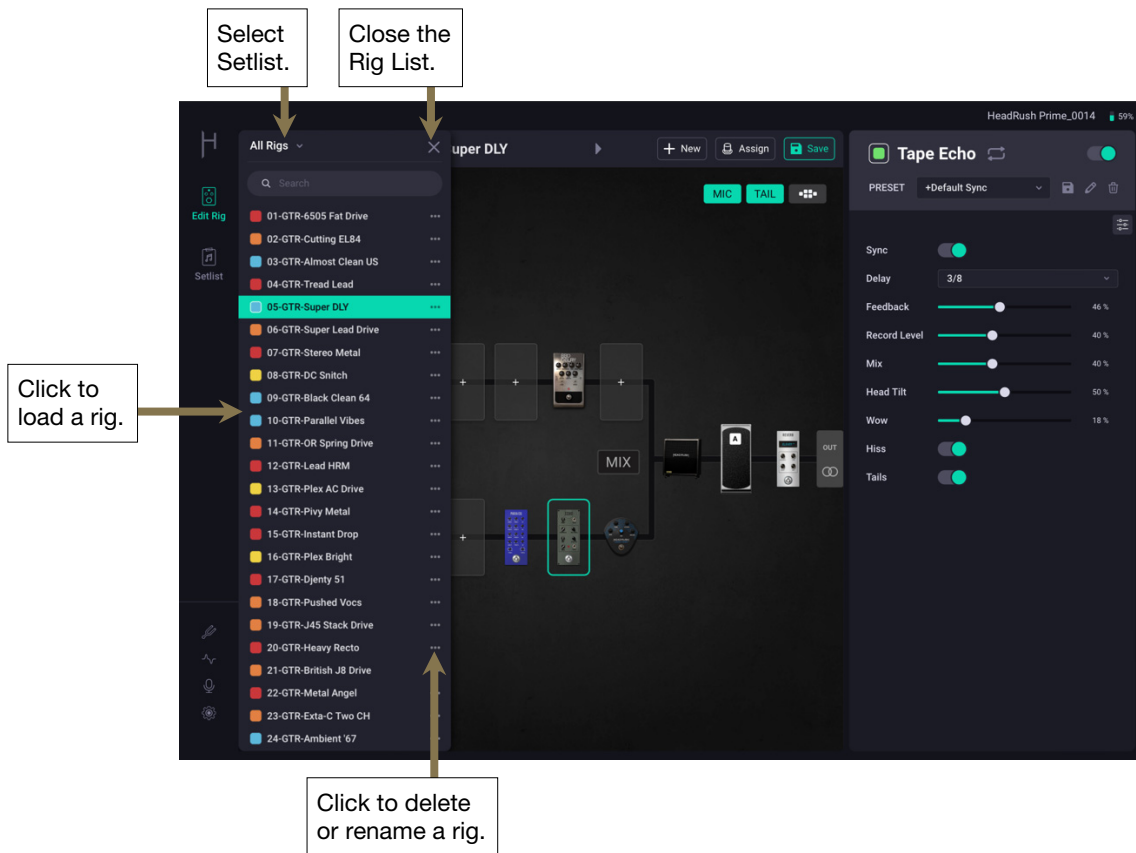 Select
Setlist.
Close the
Rig List.
HeadRush Prime_0014
59%
All Rigs
uper DLY
New
Assign
Save
Search
MIC
TAIL
Edit Rig
Setlist
01-GTR-6505 Fat Drive
02-GTR-Cutting EL84
03-GTR-Almost Clean US
04-GTR-Tread Lead
05-GTR-Super DLY
06-GTR-Super Lead Drive
07-GTR-Stereo Metal
08-GTR-DC Snitch
09-GTR-Black Clean 64
10-GTR-Parallel Vibes
11-GTR-OR Spring Drive
12-GTR-Lead HRM
13-GTR-Plex AC Drive
14-GTR-Pivy Metal
15-GTR-Instant Drop
16-GTR-Plex Bright
17-GTR-Djenty 51
18-GTR-Pushed Vocs
19-GTR-J45 Stack Drive
20-GTR-Heavy Recto
21-GTR-British J8 Drive
22-GTR-Metal Angel
23-GTR-Exta-C Two CH
24-GTR-Ambient '67
Click to
load a rig.
MIX
A
OUT
Tape Echo
PRESET +Default Sync
Sync
Delay 3/8
Feedback 46 %
Record Level 40 %
Mix 40 %
Head Tilt 50 %
Wow 18 %
Hiss
Tails
Click to delete
or rename a rig.